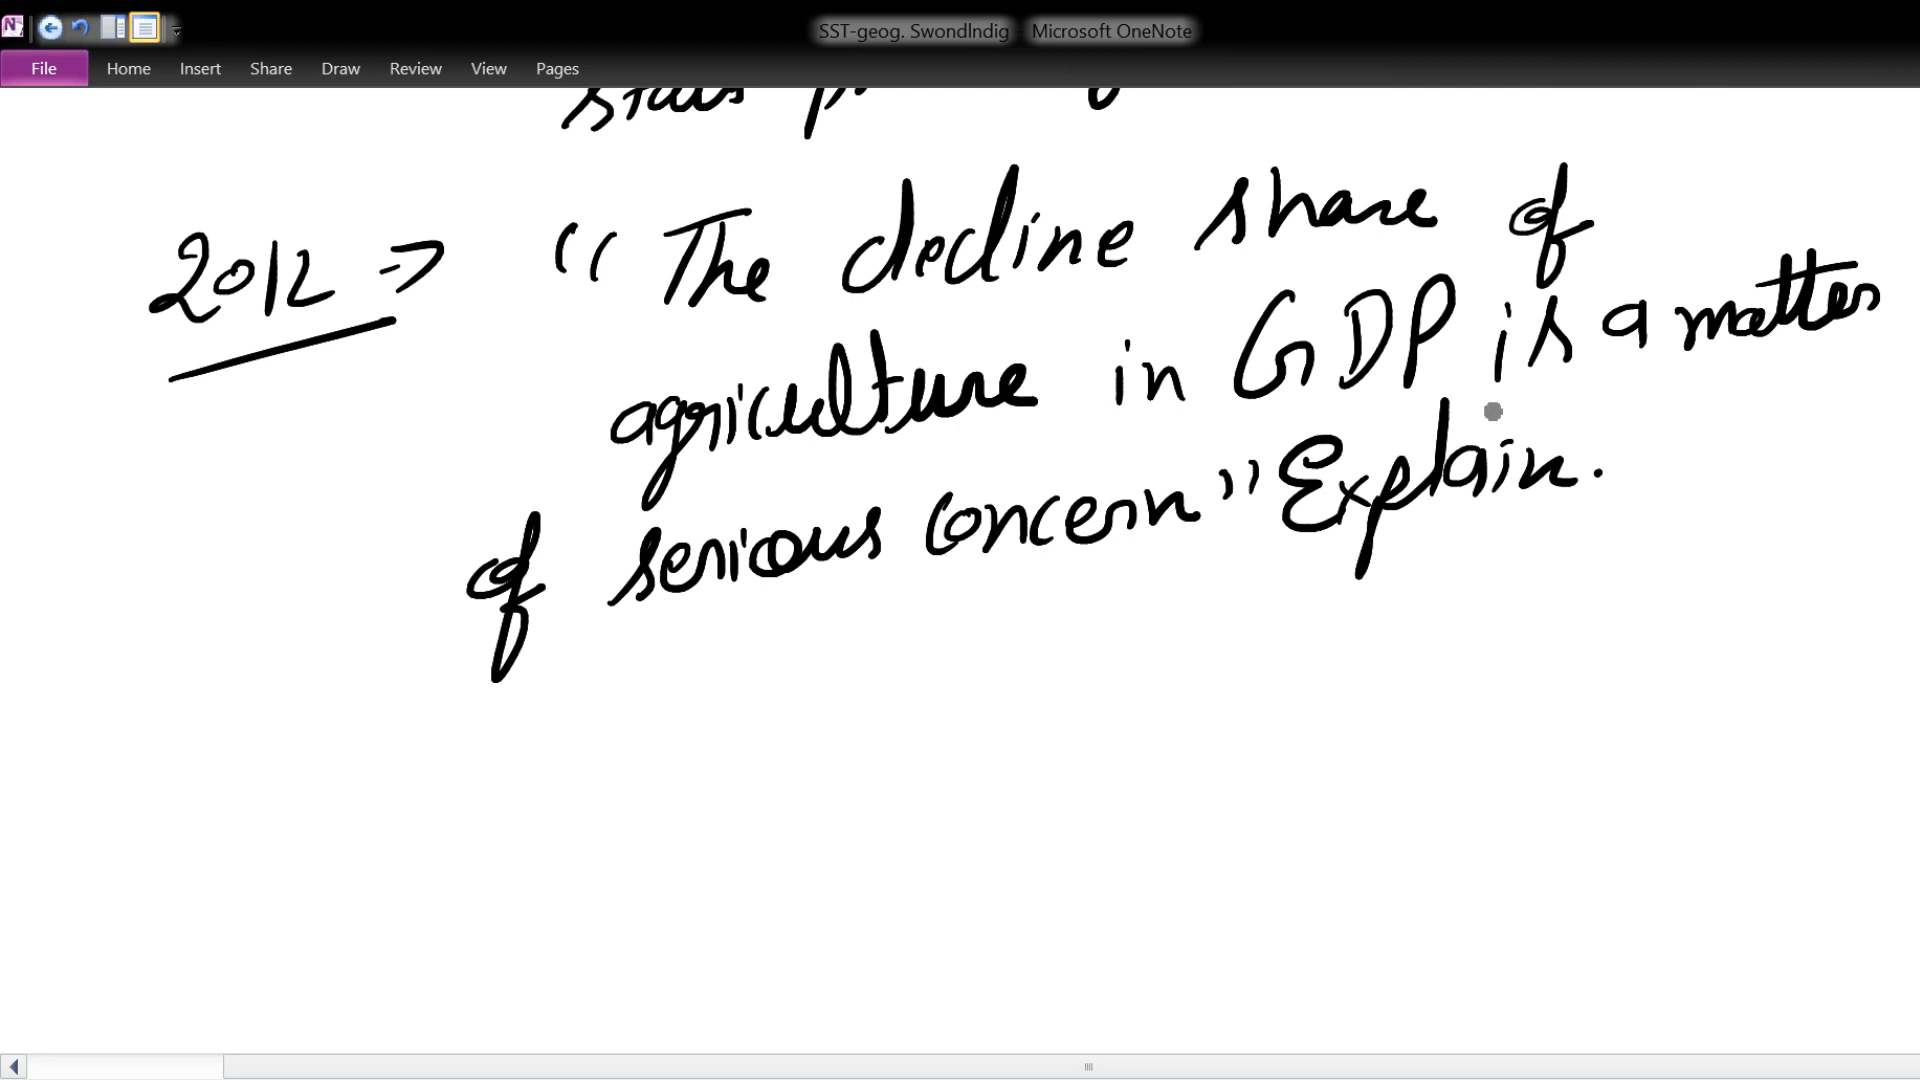 SST-geog. SwondIndig - Microsoft OneNote
File Home Insert Share Draw Review View Pages
2012 => "The decline share of
agriculture in GDP is a matter
of serious concern" Explain.